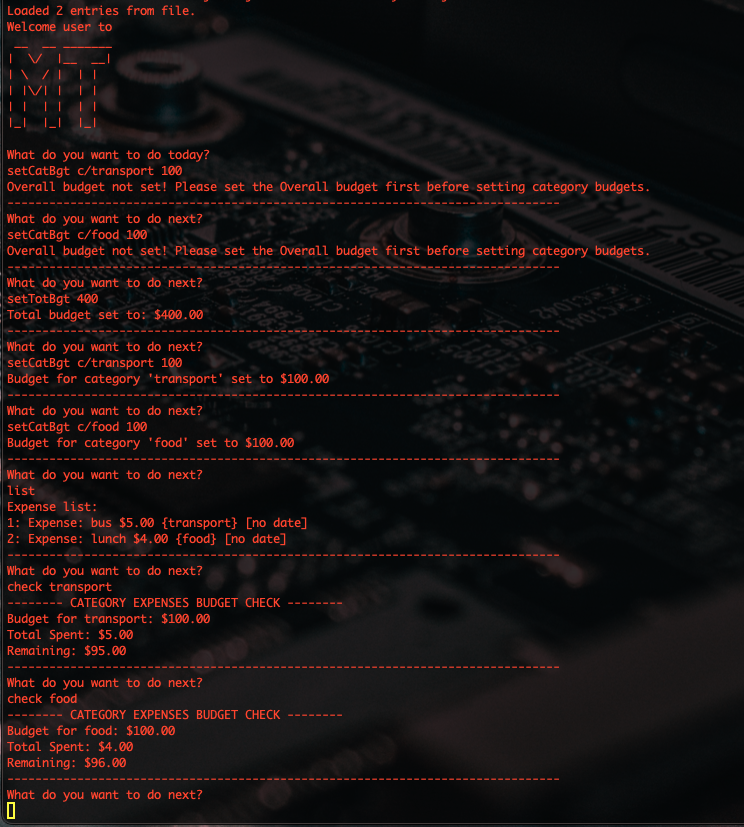 Loaded 2 entries from file.
Welcome user to
 __  __ _______
|  \/  |__   __|
| \  / |  | |
| |\/| |  | |
| |  | |  | |
|_|  |_|  |_|
What do you want to do today?
setCatBgt c/transport 100
Overall budget not set! Please set the Overall budget first before setting category budgets.
-------------------------------------------------------------------------------
What do you want to do next?
setCatBgt c/food 100
Overall budget not set! Please set the Overall budget first before setting category budgets.
-------------------------------------------------------------------------------
What do you want to do next?
setTotBgt 400
Total budget set to: $400.00
-------------------------------------------------------------------------------
What do you want to do next?
setCatBgt c/transport 100
Budget for category 'transport' set to $100.00
-------------------------------------------------------------------------------
What do you want to do next?
setCatBgt c/food 100
Budget for category 'food' set to $100.00
-------------------------------------------------------------------------------
What do you want to do next?
list
Expense list:
1: Expense: bus $5.00 {transport} [no date]
2: Expense: lunch $4.00 {food} [no date]
-------------------------------------------------------------------------------
What do you want to do next?
check transport
-------- CATEGORY EXPENSES BUDGET CHECK --------
Budget for transport: $100.00
Total Spent: $5.00
Remaining: $95.00
-------------------------------------------------------------------------------
What do you want to do next?
check food
-------- CATEGORY EXPENSES BUDGET CHECK --------
Budget for food: $100.00
Total Spent: $4.00
Remaining: $96.00
-------------------------------------------------------------------------------
What do you want to do next?